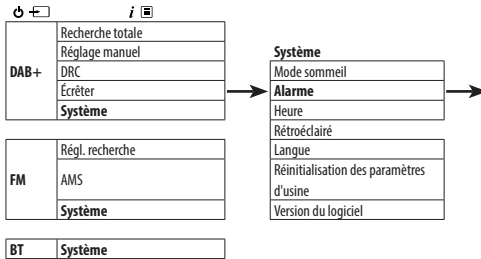 i
Recherche totale
Réglage manuel
DAB+
DRC
Écrêter
Système
Régl. recherche
FM
AMS
Système
BT
Système
Système
Mode sommeil
Alarme
Heure
Rétroéclairé
Langue
Réinitialisation des paramètres
d'usine
Version du logiciel